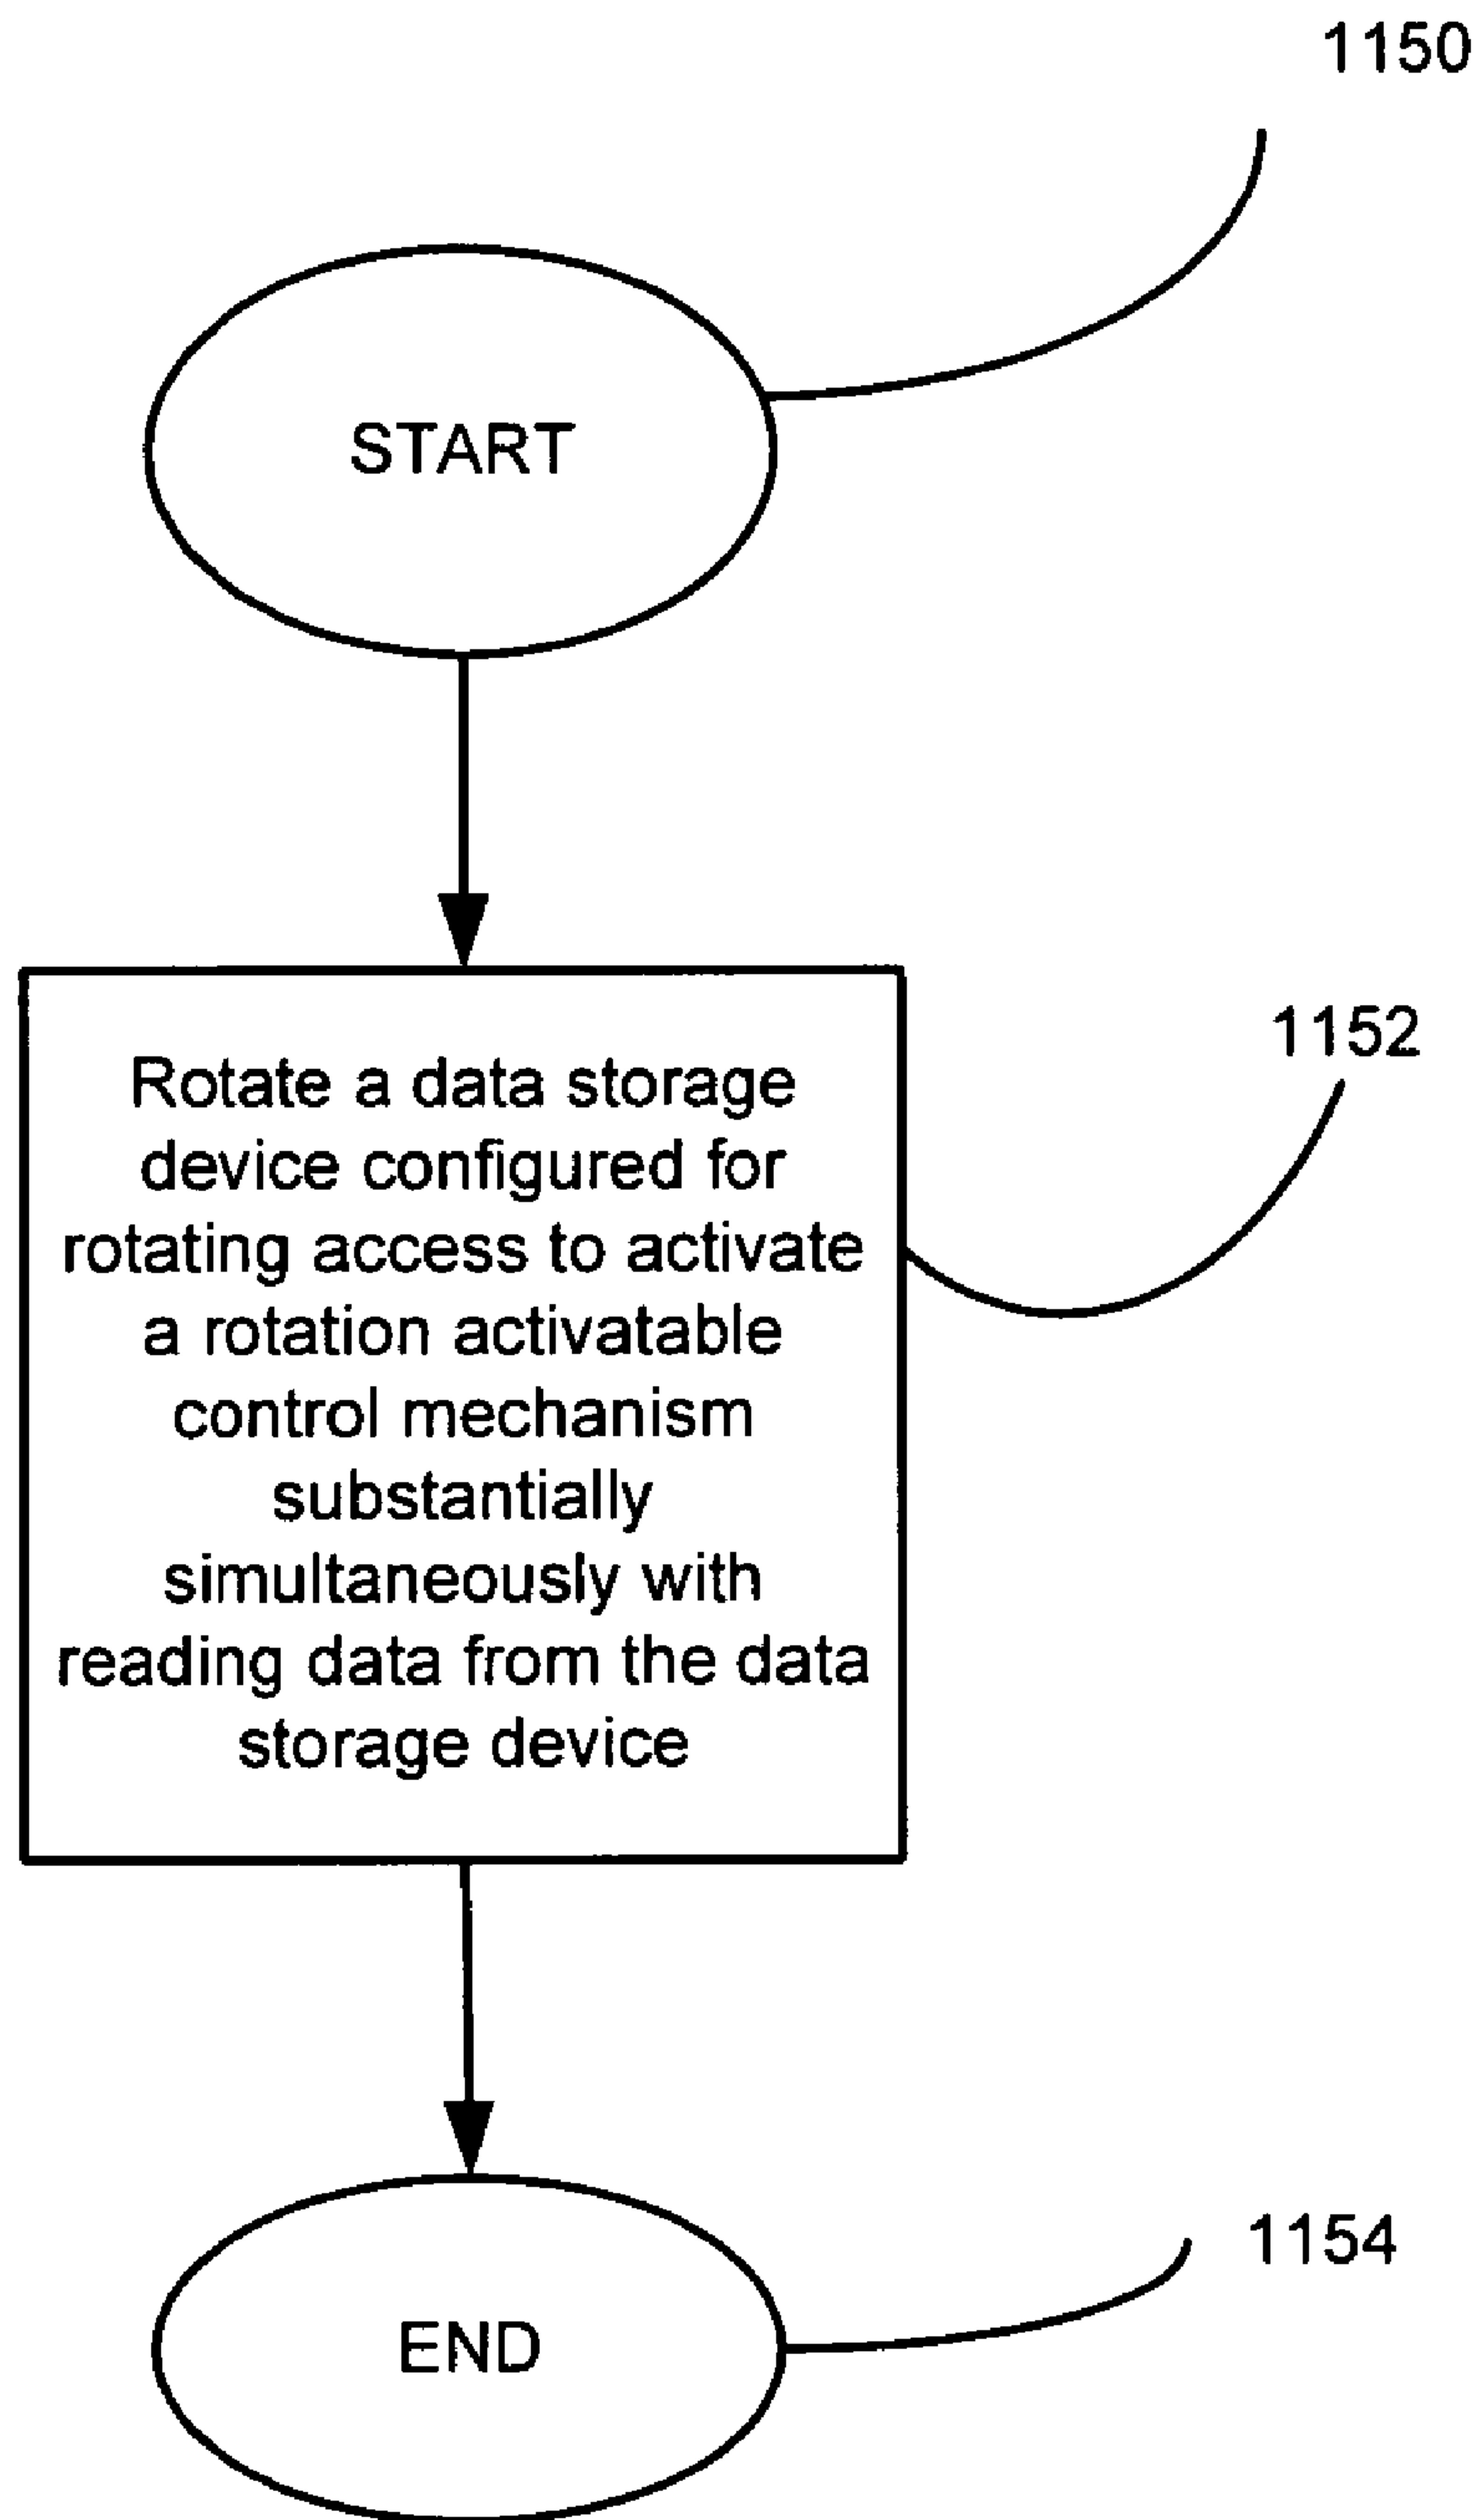 1150
START
1152
Rotate a data storage
device configured for
rotating access to activate
a rotation activatable
control mechanism
substantially
simultaneously with
reading data from the data
storage device
1154
END